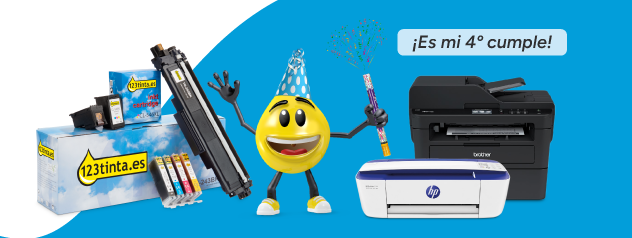 ¡Es mi 4º cumple!
123tinta.es
123tinta.es
brother
hp